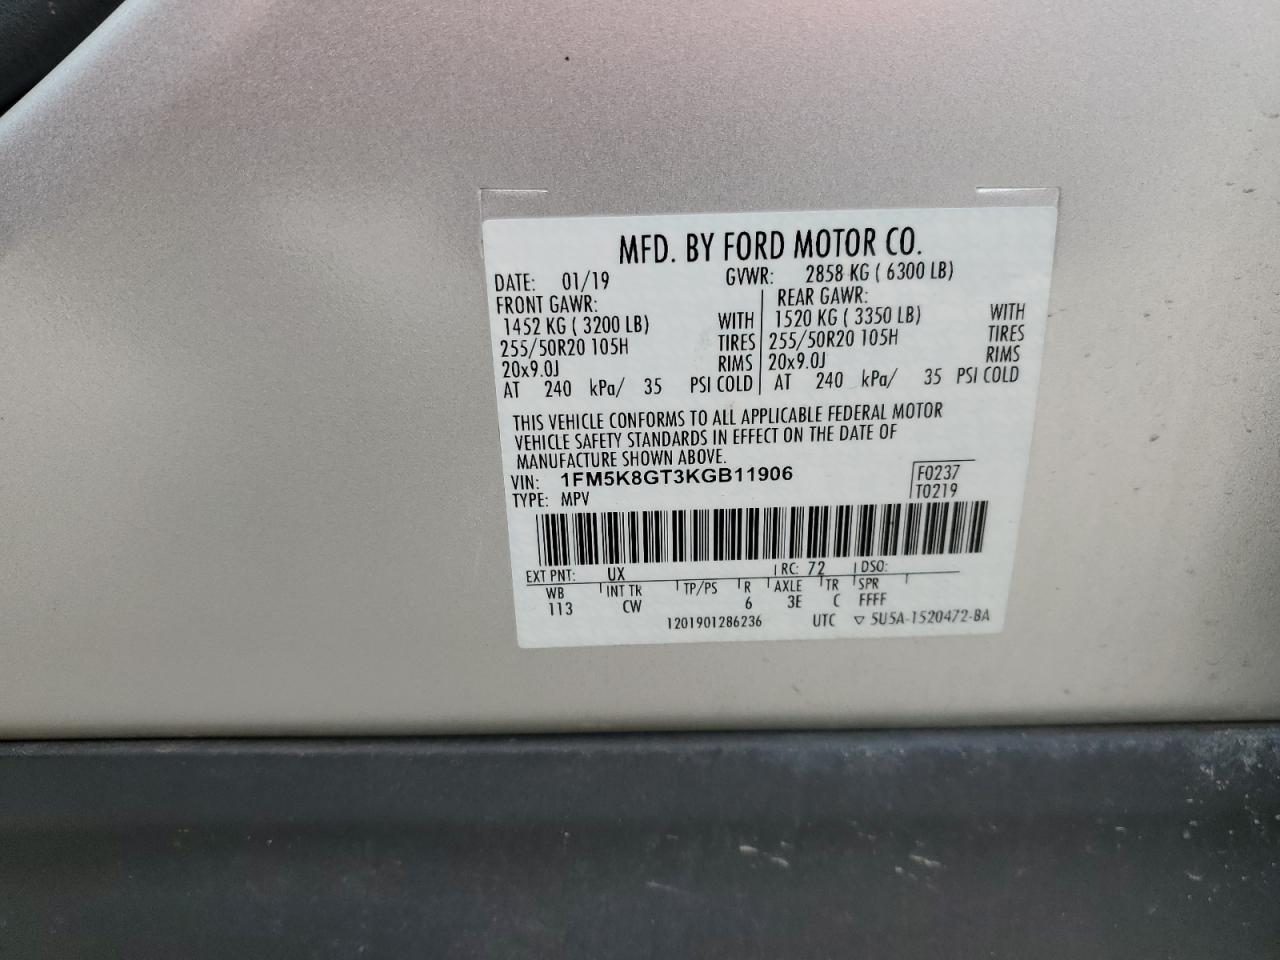 MFD. BY FORD MOTOR CO.
DATE: 01/19 GVWR: 2858 KG ( 6300 LB)
FRONT GAWR: REAR GAWR:
1452 KG ( 3200 LB) WITH 1520 KG ( 3350 LB) WITH
255/50R20 105H TIRES 255/50R20 105H TIRES
20x9.0J RIMS 20x9.0J RIMS
AT 240 kPa/ 35 PSI COLD AT 240 kPa/ 35 PSI COLD
THIS VEHICLE CONFORMS TO ALL APPLICABLE FEDERAL MOTOR
VEHICLE SAFETY STANDARDS IN EFFECT ON THE DATE OF
MANUFACTURE SHOWN ABOVE.
VIN: 1FM5K8GT3KGB11906 F0237
TYPE: MPV T0219
EXT PNT: UX RC: 72 DSO:
WB INT TR TP/PS R AXLE TR SPR
113 CW 6 3E C FFFF
1201901286236 UTC ▽ 5U5A-1520472-BA